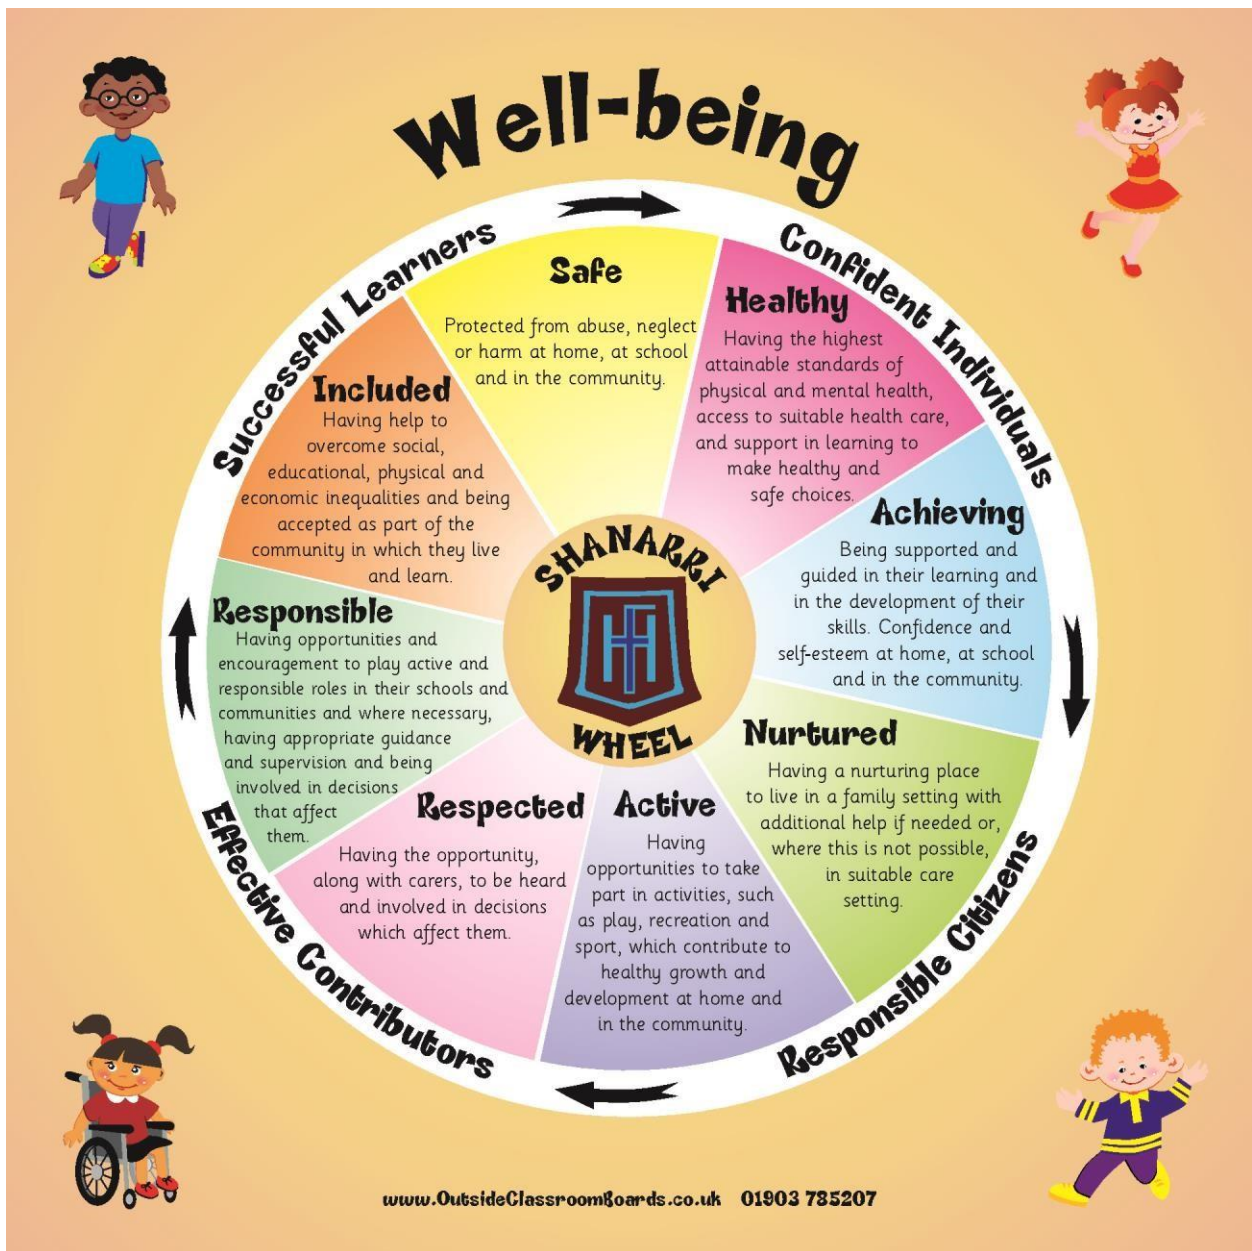 Well-being
Successful Learners
Confident Individuals
Responsible Citizens
Effective Contributors
Safe
Protected from abuse, neglect
or harm at home, at school
and in the community.
Healthy
Having the highest
attainable standards of
physical and mental health,
access to suitable health care,
and support in learning to
make healthy and
safe choices.
Achieving
Being supported and
guided in their learning and
in the development of their
skills. Confidence and
self-esteem at home, at school
and in the community.
Nurtured
Having a nurturing place
to live in a family setting with
additional help if needed or,
where this is not possible,
in suitable care
setting.
Active
Having
opportunities to take
part in activities, such
as play, recreation and
sport, which contribute to
healthy growth and
development at home and
in the community.
Respected
Having the opportunity,
along with carers, to be heard
and involved in decisions
which affect them.
Responsible
Having opportunities and
encouragement to play active and
responsible roles in their schools and
communities and where necessary,
having appropriate guidance
and supervision and being
involved in decisions
that affect
them.
Included
Having help to
overcome social,
educational, physical and
economic inequalities and being
accepted as part of the
community in which they live
and learn.
SHANARRI
WHEEL
www.OutsideClassroomBoards.co.uk 01903 785207